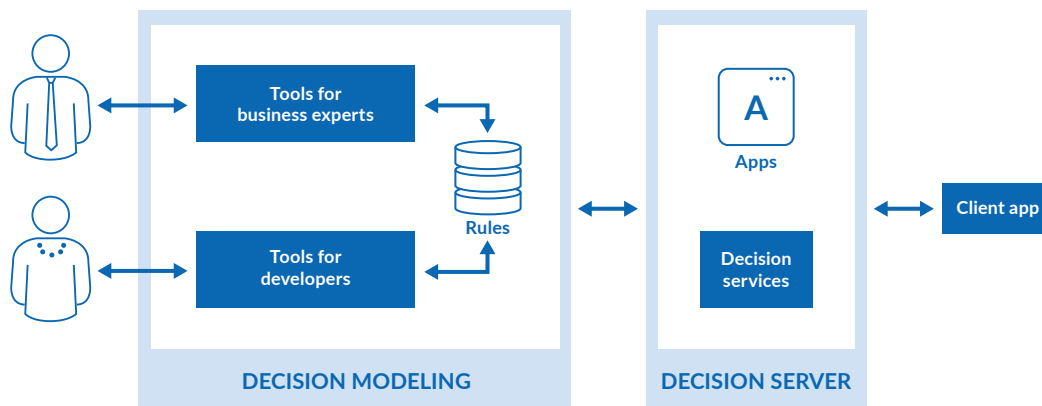 Tools for
business experts
Rules
Tools for
developers
DECISION MODELING
A
Apps
Decision
services
DECISION SERVER
Client app